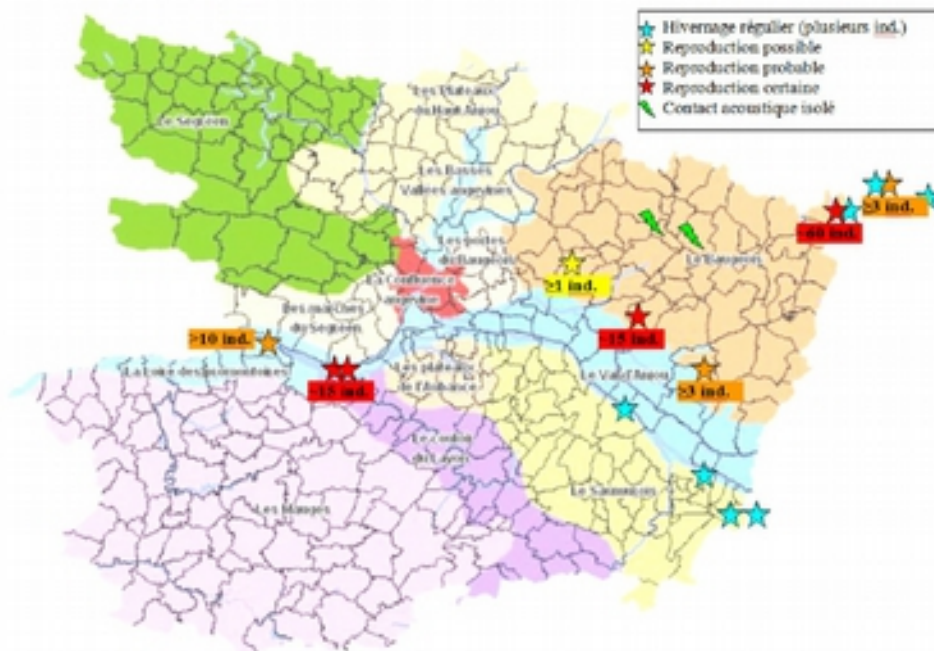 Hivernage régulier (plusieurs ind.)
Reproduction possible
Reproduction probable
Reproduction certaine
Contact acoustique isolé
Les Plateaux
du Haut Anjou
Le Segréen
Les Basses
Vallées angevines
≥3 ind.
~60 ind.
Les portes
du Baugeois
Le Baugeois
La Confluence
angevine
≥1 ind.
Des marches
du Segréen
~15 ind.
>10 ind.
La Loire des promontoires
Les plateaux
de l'Aubance
Le Val d'Anjou
~15 ind.
≥3 ind.
Le
du Layon
Le Saumurois
Les Mauges